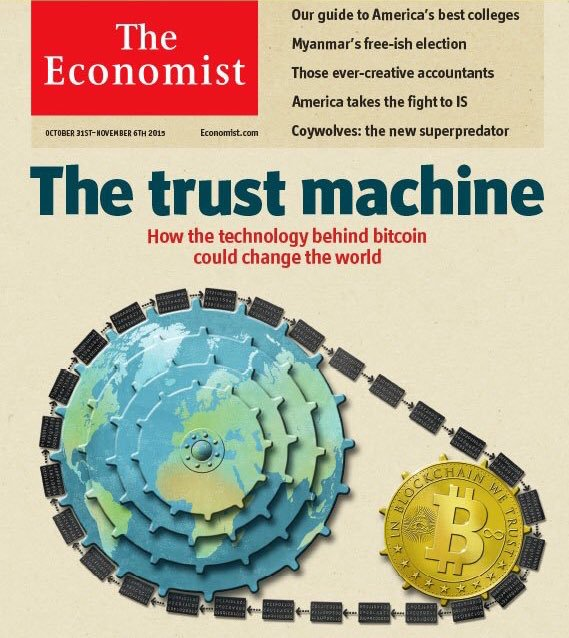 The
Economist
OCTOBER 31ST–NOVEMBER 6TH 2015
Economist.com
Our guide to America's best colleges
Myanmar's free-ish election
Those ever-creative accountants
America takes the fight to IS
Coywolves: the new superpredator
The trust machine
How the technology behind bitcoin
could change the world
IN BLOCKCHAIN WE TRUST